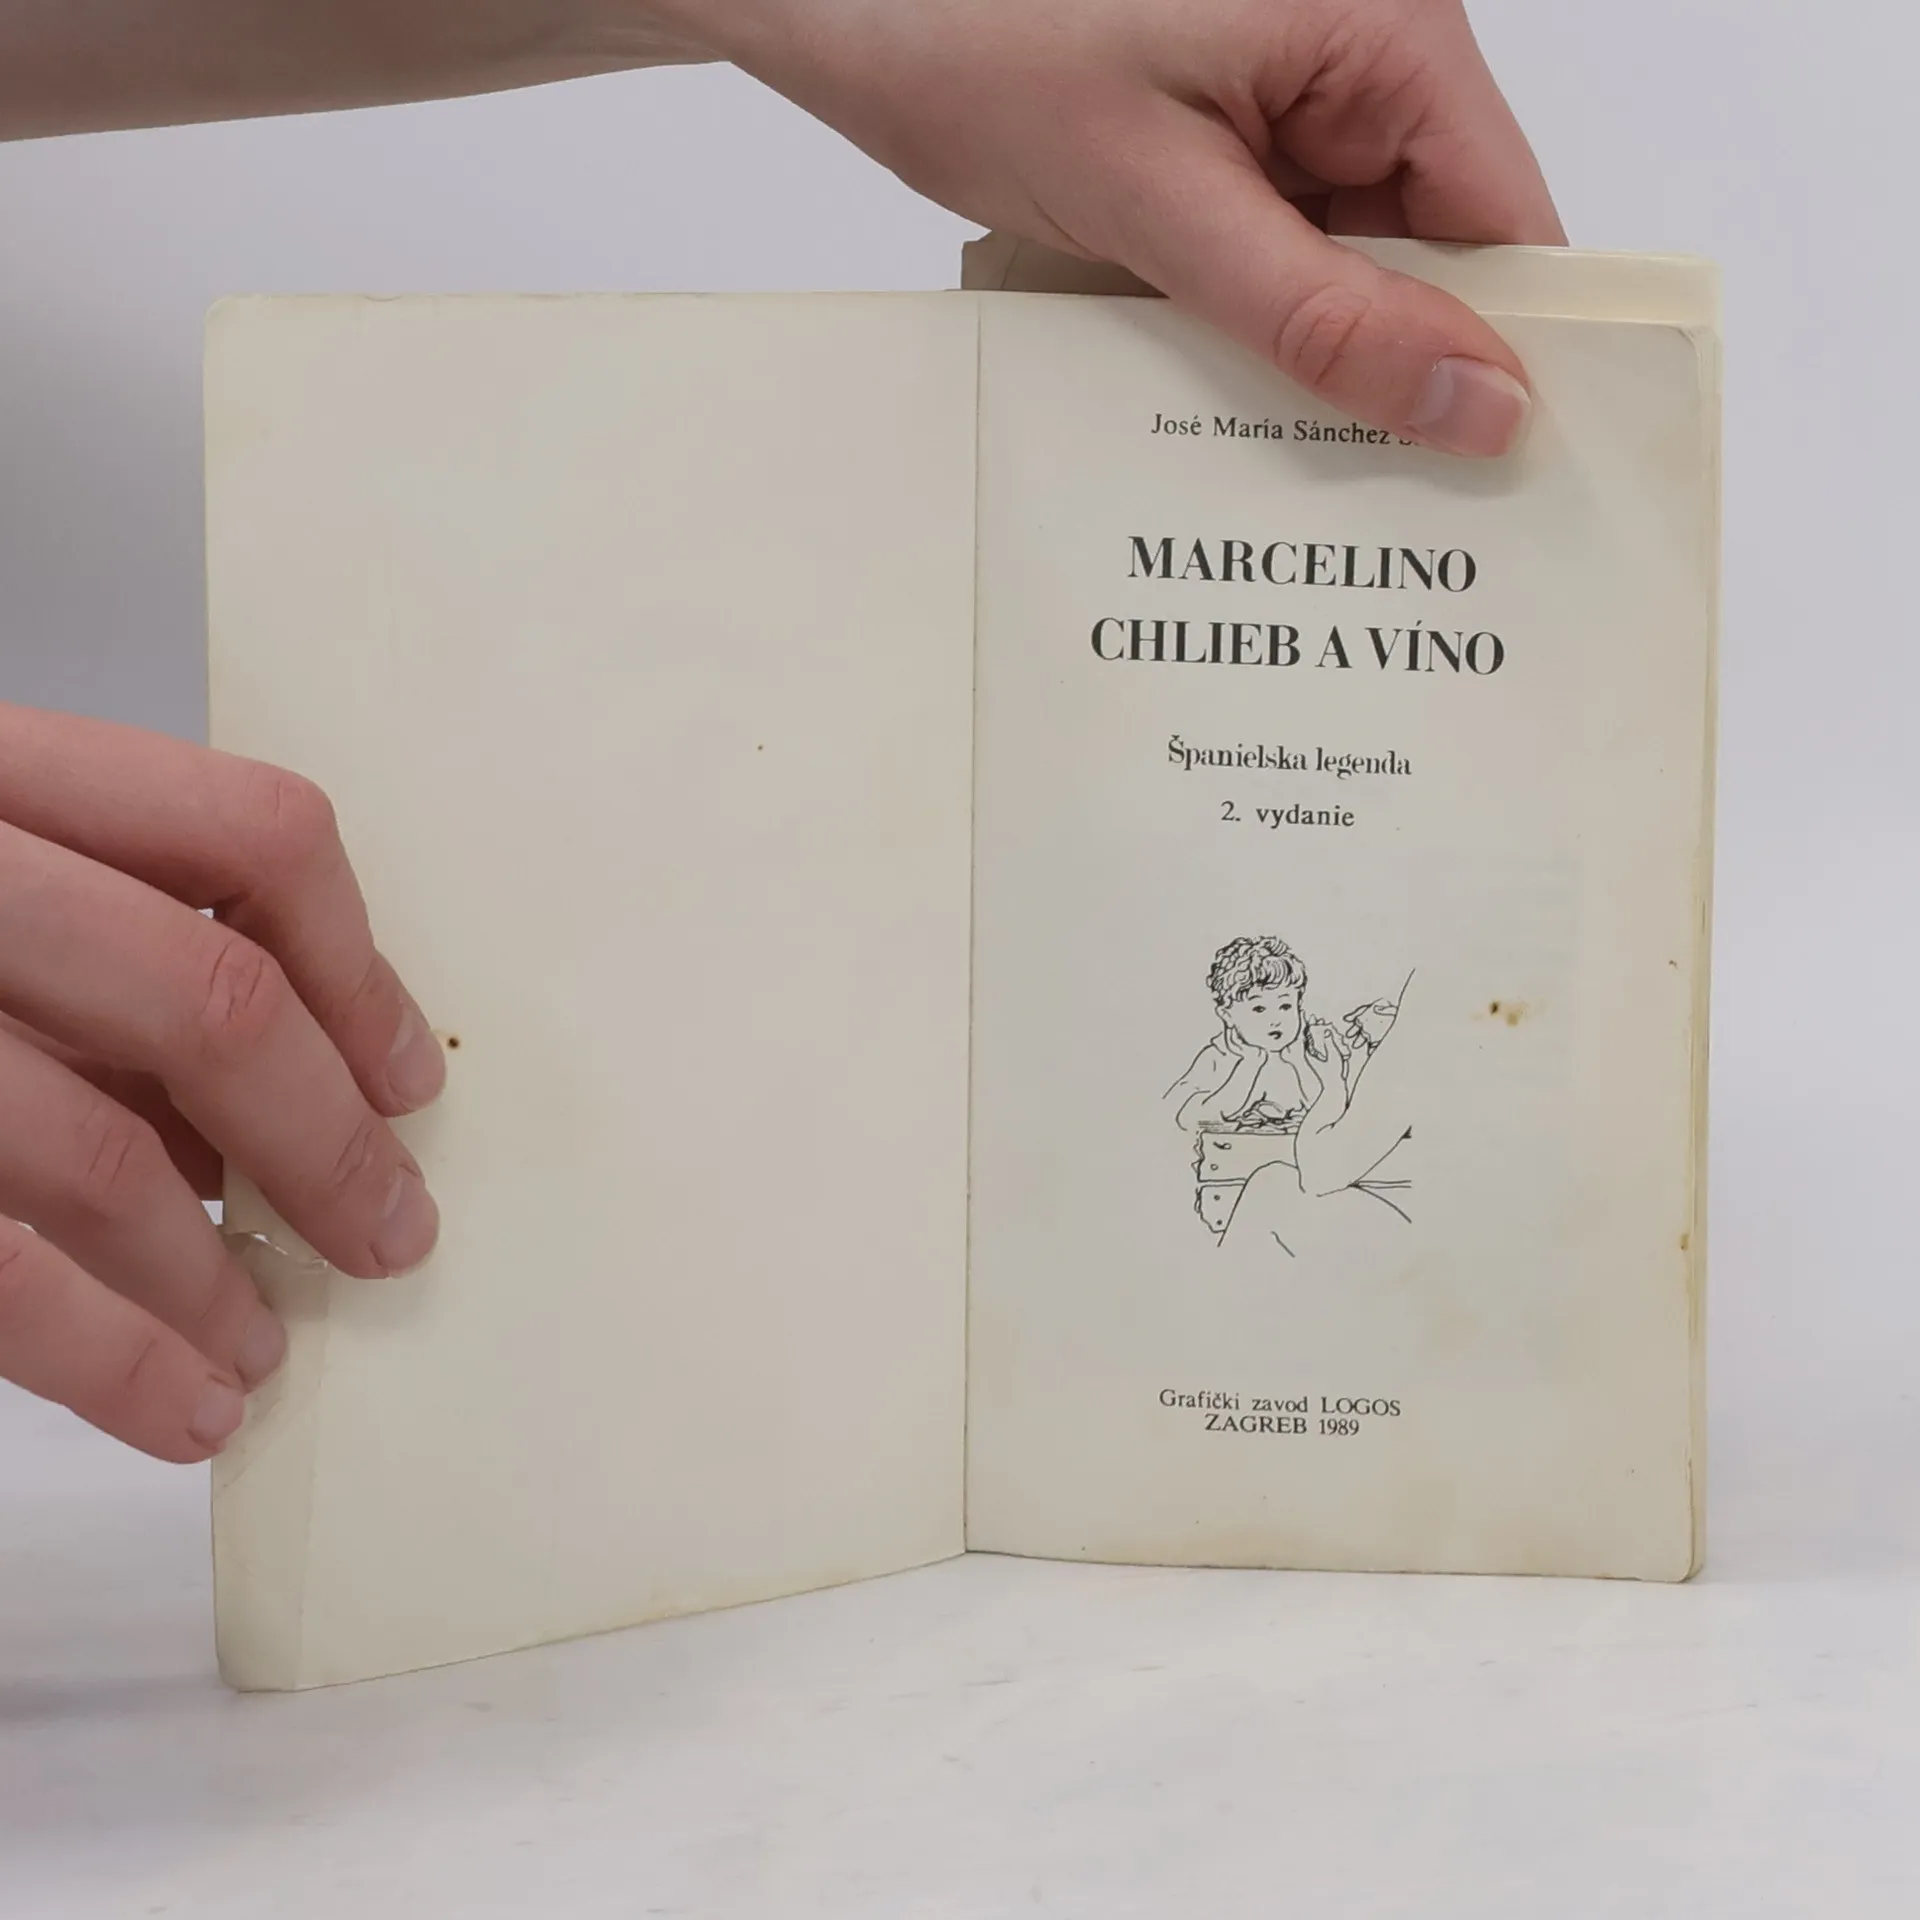 José María Sánchez
MARCELINO
CHLIEB A VÍNO
Španielska legenda
2. vydanie
Grafički zavod LOGOS
ZAGREB 1989